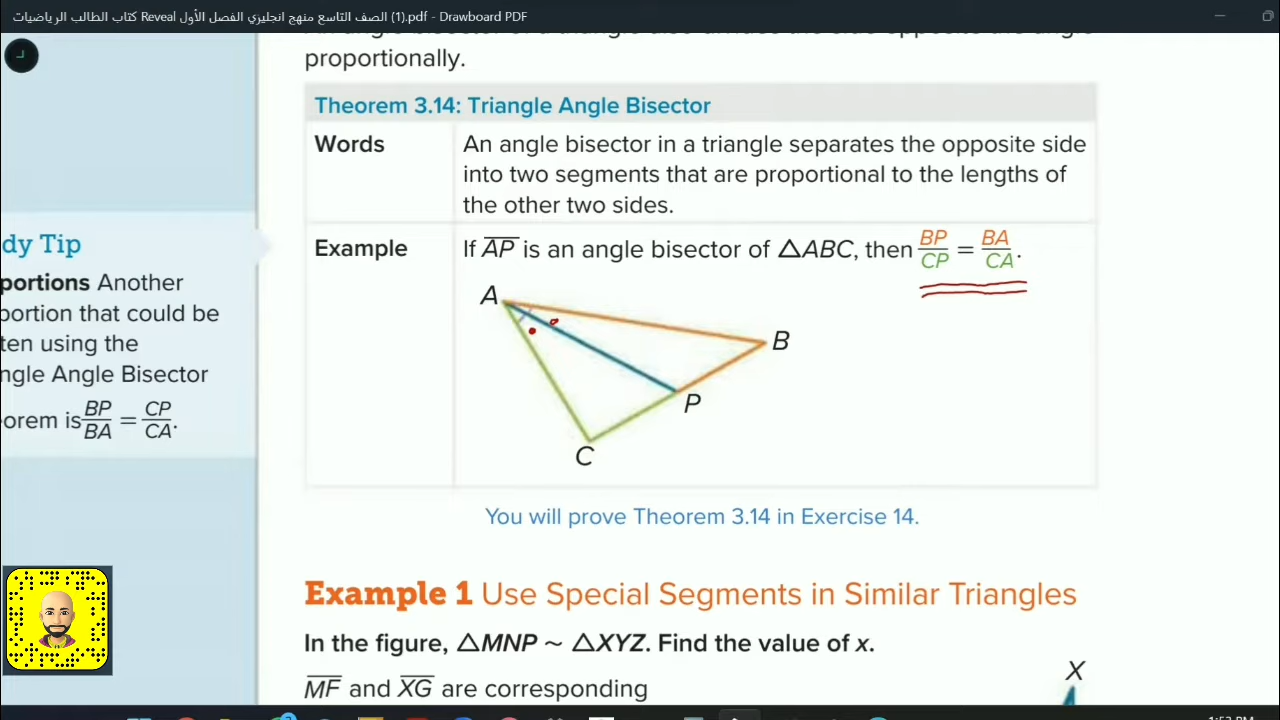 كتاب الطالب الرياضيات Reveal الصف التاسع منهج انجليزي الفصل الأول (1).pdf - Drawboard PDF
proportionally.
Theorem 3.14: Triangle Angle Bisector
Words
An angle bisector in a triangle separates the opposite side
into two segments that are proportional to the lengths of
the other two sides.
Example
If AP is an angle bisector of △ABC, then BP/CP = BA/CA.
A
B
P
C
You will prove Theorem 3.14 in Exercise 14.
dy Tip
portions Another
portion that could be
ten using the
ngle Angle Bisector
orem is BP/BA = CP/CA.
Example 1 Use Special Segments in Similar Triangles
In the figure, △MNP ~ △XYZ. Find the value of x.
MF and XG are corresponding
X